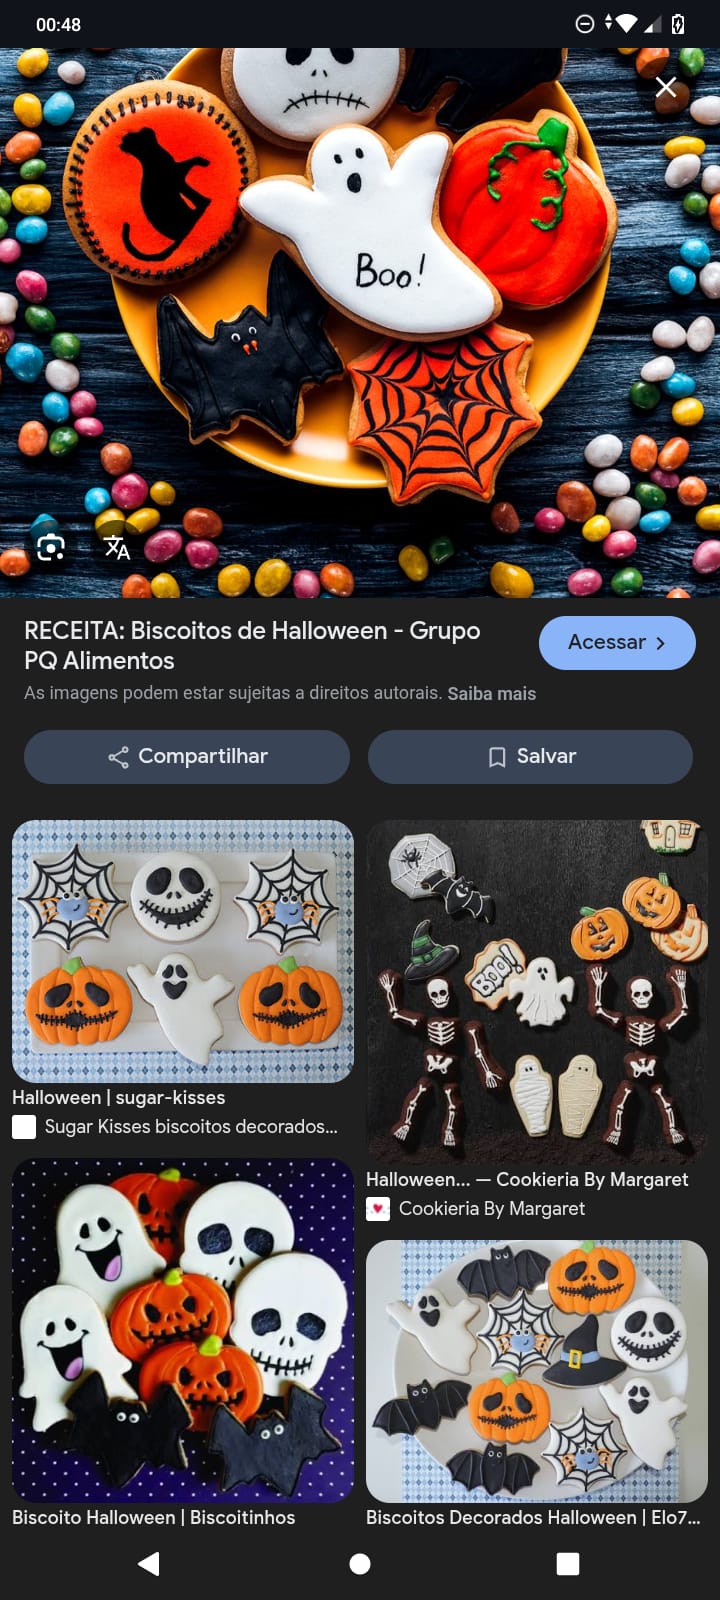 00:48
Boo!
RECEITA: Biscoitos de Halloween - Grupo
PQ Alimentos
Acessar
As imagens podem estar sujeitas a direitos autorais. Saiba mais
Compartilhar
Salvar
Halloween | sugar-kisses
Sugar Kisses biscoitos decorados...
BOO!
Halloween... — Cookieria By Margaret
Cookieria By Margaret
Biscoito Halloween | Biscoitinhos
Biscoitos Decorados Halloween | Elo7...